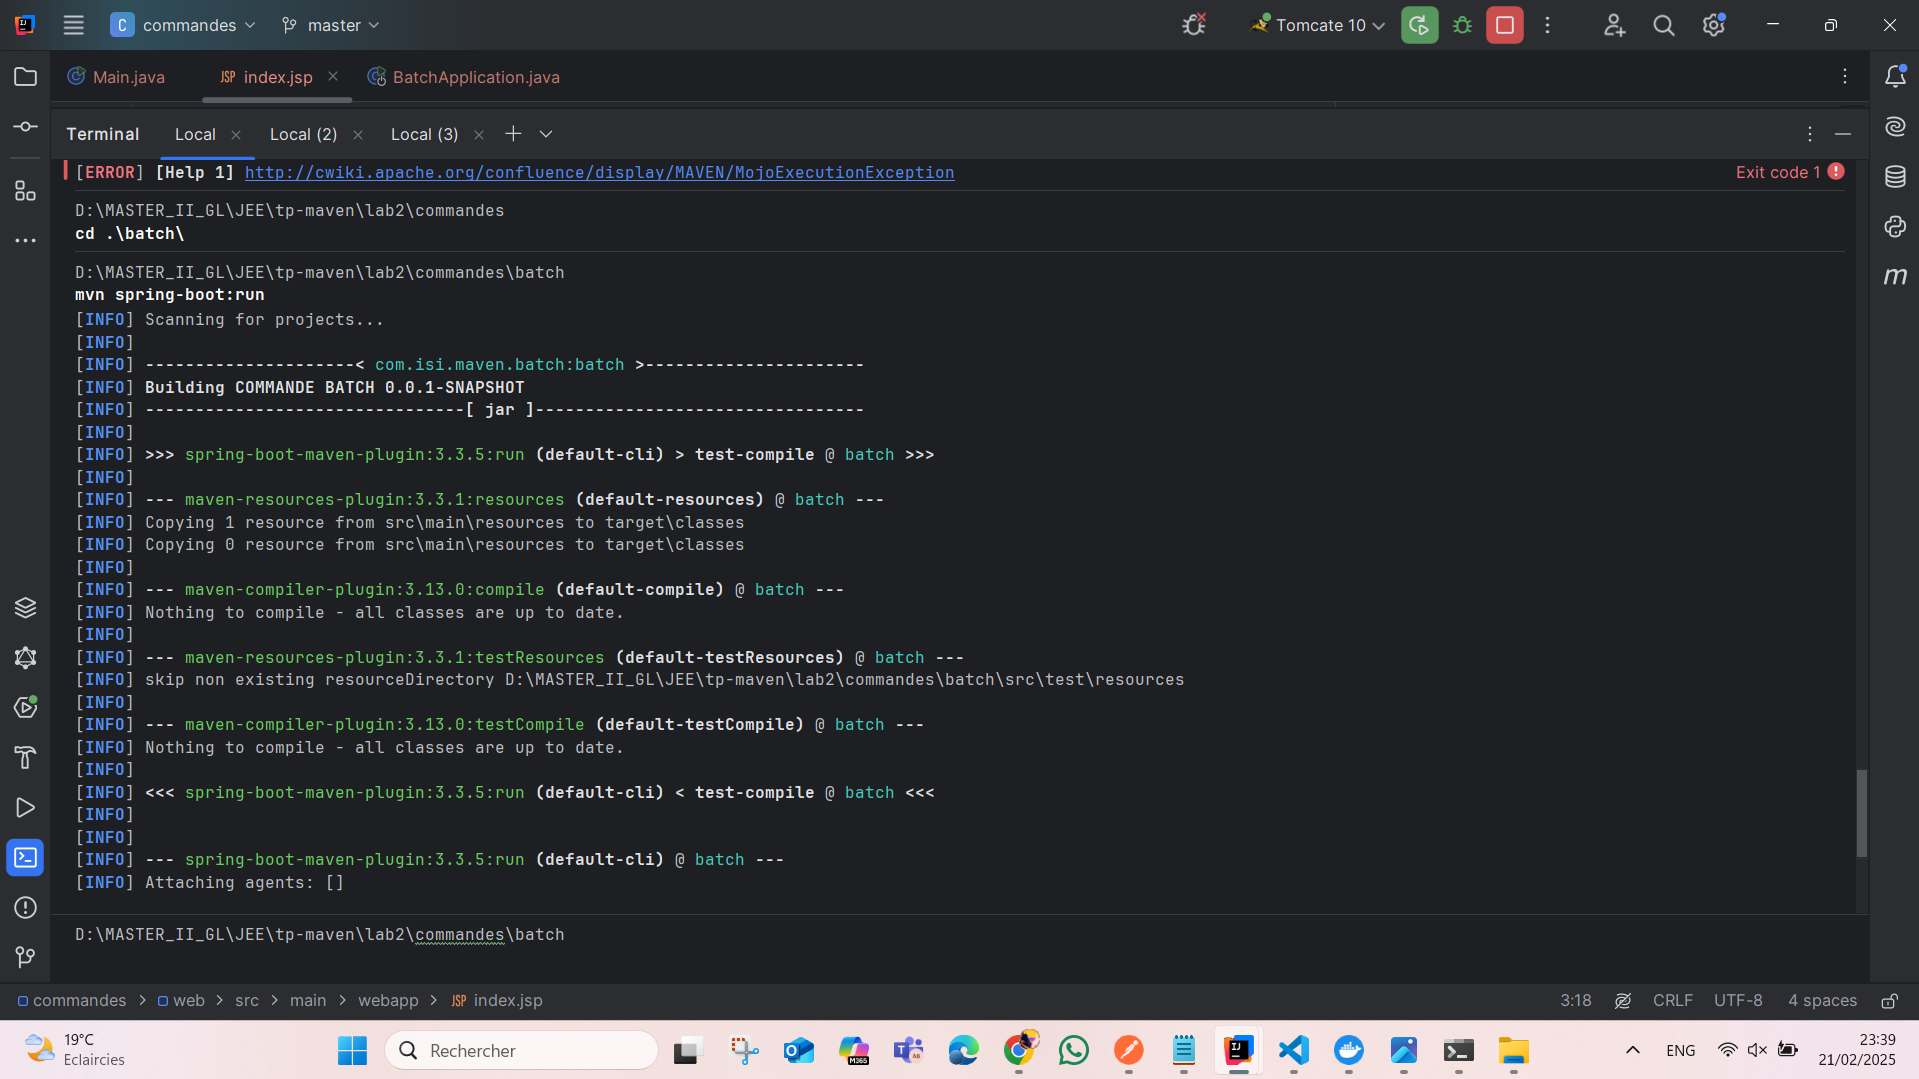 C commandes master Tomcate 10
Main.java JSP index.jsp BatchApplication.java
Terminal Local Local (2) Local (3)
[ERROR] [Help 1] http://cwiki.apache.org/confluence/display/MAVEN/MojoExecutionException Exit code 1
D:\MASTER_II_GL\JEE\tp-maven\lab2\commandes
cd .\batch\
D:\MASTER_II_GL\JEE\tp-maven\lab2\commandes\batch
mvn spring-boot:run
[INFO] Scanning for projects...
[INFO]
[INFO] ---------------------< com.isi.maven.batch:batch >----------------------
[INFO] Building COMMANDE BATCH 0.0.1-SNAPSHOT
[INFO] --------------------------------[ jar ]---------------------------------
[INFO]
[INFO] >>> spring-boot-maven-plugin:3.3.5:run (default-cli) > test-compile @ batch >>>
[INFO]
[INFO] --- maven-resources-plugin:3.3.1:resources (default-resources) @ batch ---
[INFO] Copying 1 resource from src\main\resources to target\classes
[INFO] Copying 0 resource from src\main\resources to target\classes
[INFO]
[INFO] --- maven-compiler-plugin:3.13.0:compile (default-compile) @ batch ---
[INFO] Nothing to compile - all classes are up to date.
[INFO]
[INFO] --- maven-resources-plugin:3.3.1:testResources (default-testResources) @ batch ---
[INFO] skip non existing resourceDirectory D:\MASTER_II_GL\JEE\tp-maven\lab2\commandes\batch\src\test\resources
[INFO]
[INFO] --- maven-compiler-plugin:3.13.0:testCompile (default-testCompile) @ batch ---
[INFO] Nothing to compile - all classes are up to date.
[INFO]
[INFO] <<< spring-boot-maven-plugin:3.3.5:run (default-cli) < test-compile @ batch <<<
[INFO]
[INFO]
[INFO] --- spring-boot-maven-plugin:3.3.5:run (default-cli) @ batch ---
[INFO] Attaching agents: []
D:\MASTER_II_GL\JEE\tp-maven\lab2\commandes\batch
commandes > web > src > main > webapp > JSP index.jsp 3:18 CRLF UTF-8 4 spaces
19°C
Eclaircies
Rechercher
M365
ENG
23:39
21/02/2025